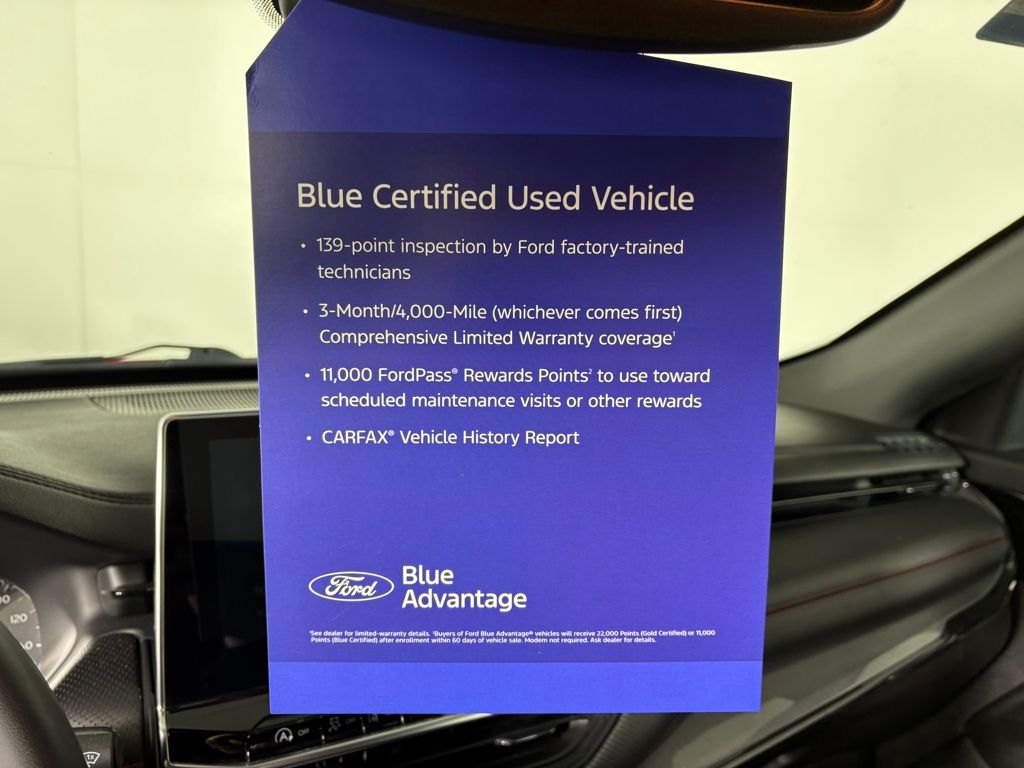 Blue Certified Used Vehicle
• 139-point inspection by Ford factory-trained
technicians
• 3-Month/4,000-Mile (whichever comes first)
Comprehensive Limited Warranty coverage¹
• 11,000 FordPass® Rewards Points² to use toward
scheduled maintenance visits or other rewards
• CARFAX® Vehicle History Report
Ford
Blue
Advantage
¹See dealer for limited-warranty details. ²Buyers of Ford Blue Advantage® vehicles will receive 22,000 Points (Gold Certified) or 11,000
Points (Blue Certified) after enrollment within 60 days of vehicle sale. Modem not required. Ask dealer for details.
120
A OFF
1X